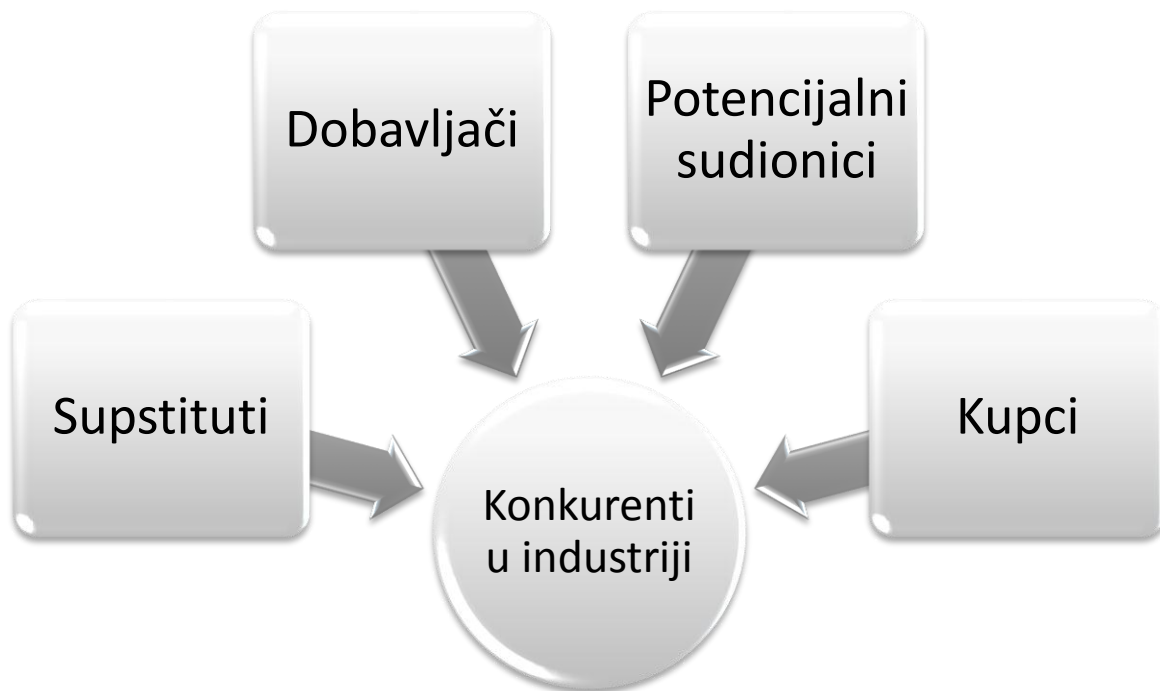 Dobavljači
Potencijalni
sudionici
Supstituti
Kupci
Konkurenti
u industriji